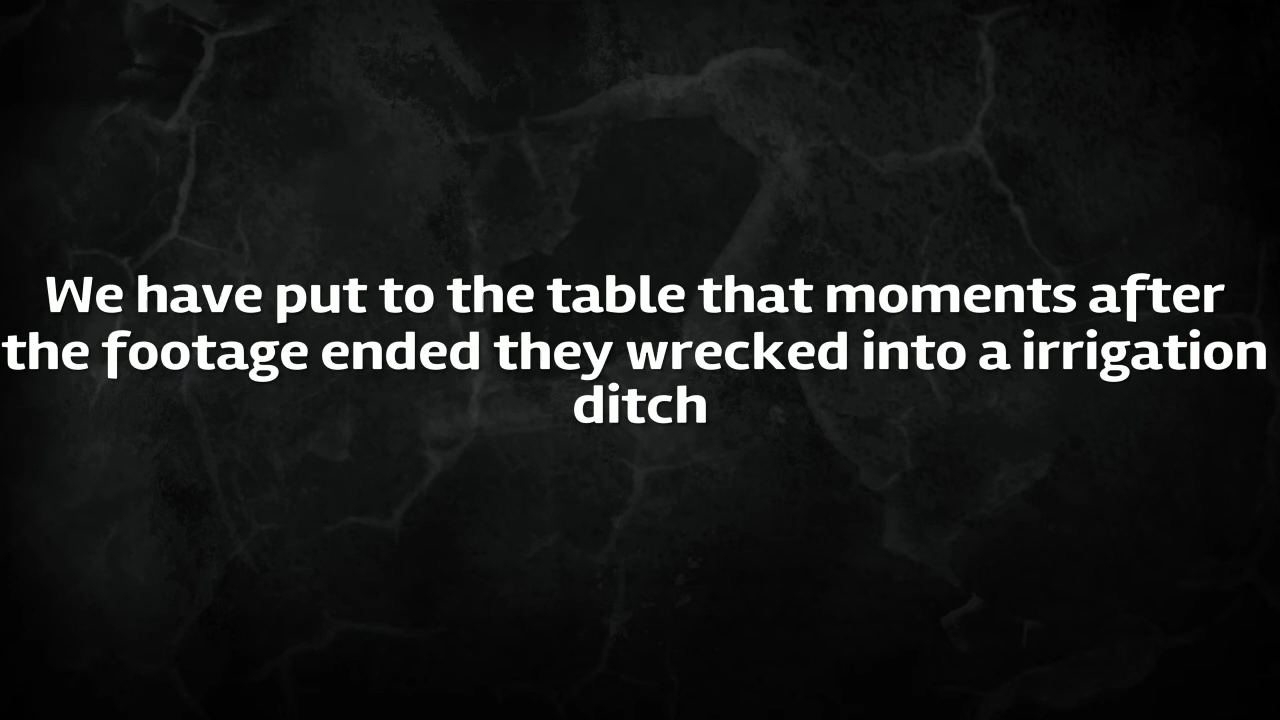 We have put to the table that moments after
the footage ended they wrecked into a irrigation
ditch